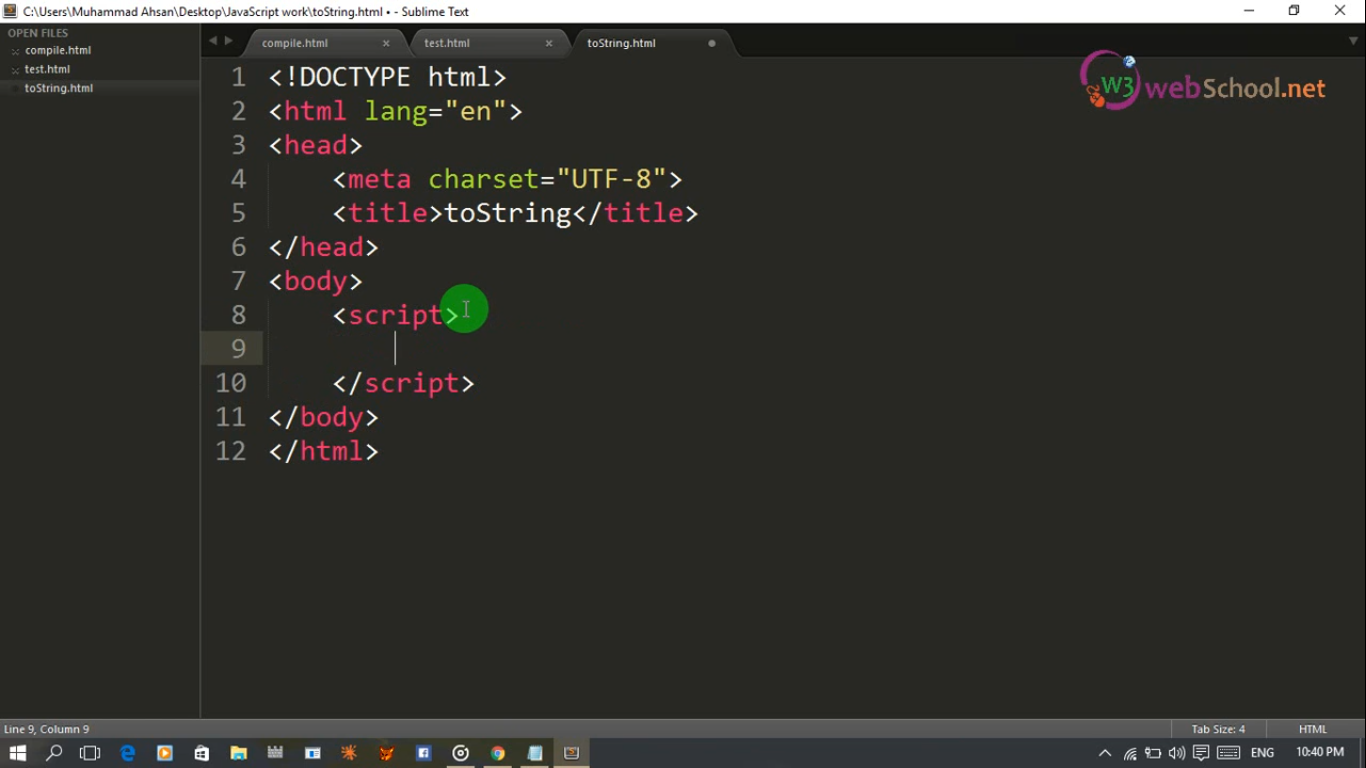 C:\Users\Muhammad Ahsan\Desktop\JavaScript work\toString.html • - Sublime Text
OPEN FILES
compile.html
test.html
toString.html
compile.html × test.html × toString.html
W3 webSchool.net
1 <!DOCTYPE html>
2 <html lang="en">
3 <head>
4 <meta charset="UTF-8">
5 <title>toString</title>
6 </head>
7 <body>
8 <script>
9
10 </script>
11 </body>
12 </html>
Line 9, Column 9 Tab Size: 4 HTML
ENG 10:40 PM